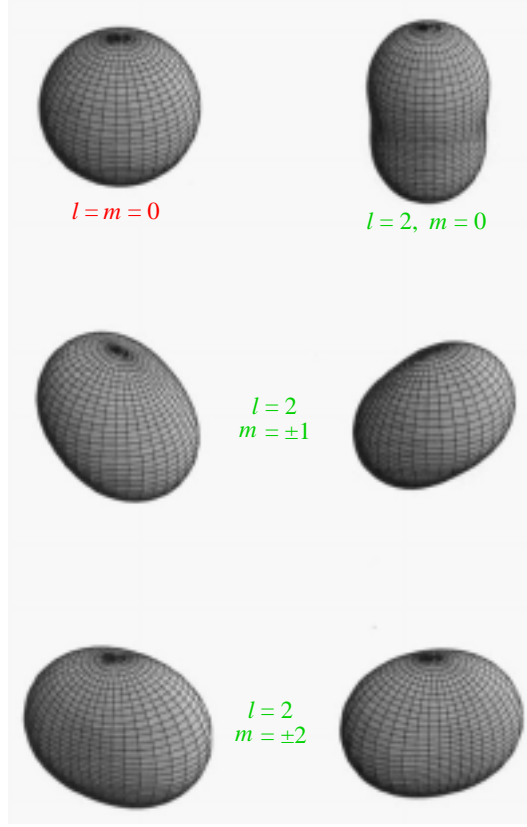 l = m = 0
l = 2, m = 0
l = 2
m = ±1
l = 2
m = ±2